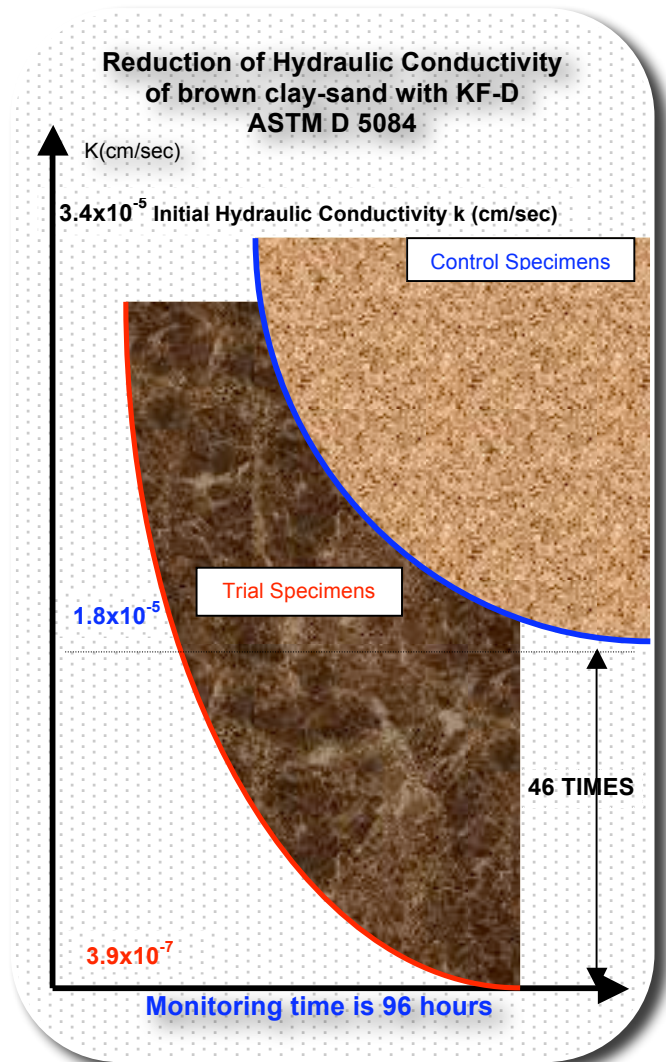 Reduction of Hydraulic Conductivity
of brown clay-sand with KF-D
ASTM D 5084
K(cm/sec)
3.4x10⁻⁵ Initial Hydraulic Conductivity k (cm/sec)
Control Specimens
Trial Specimens
1.8x10⁻⁵
46 TIMES
3.9x10⁻⁷
Monitoring time is 96 hours